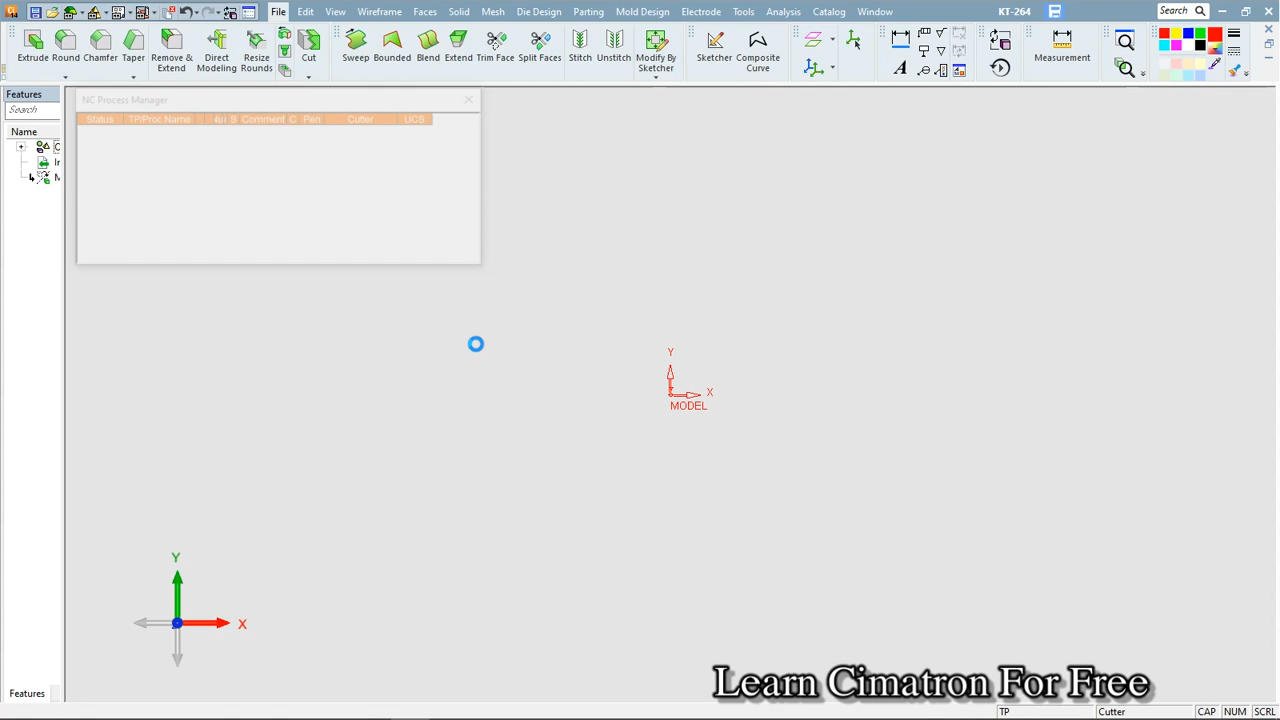 File Edit View Wireframe Faces/Solid Mesh Die Design Parting Mold Design Electrode Tools Analysis Catalog Window KT-264 Search
Extrude Round Chamfer Taper Remove & Extend Direct Modeling Resize Rounds Cut Sweep Bounded Blend Extend Trim Faces Split Faces Stitch Unstitch Modify By Sketcher Sketcher Composite Curve Measurement
Features
Search
Name
NC Process Manager
Status TP/Proc Name S Comment C Pen Cutter UCS
Y
X
MODEL
Y
X
Learn Cimatron For Free
Features
TP Cutter CAP NUM SCRL